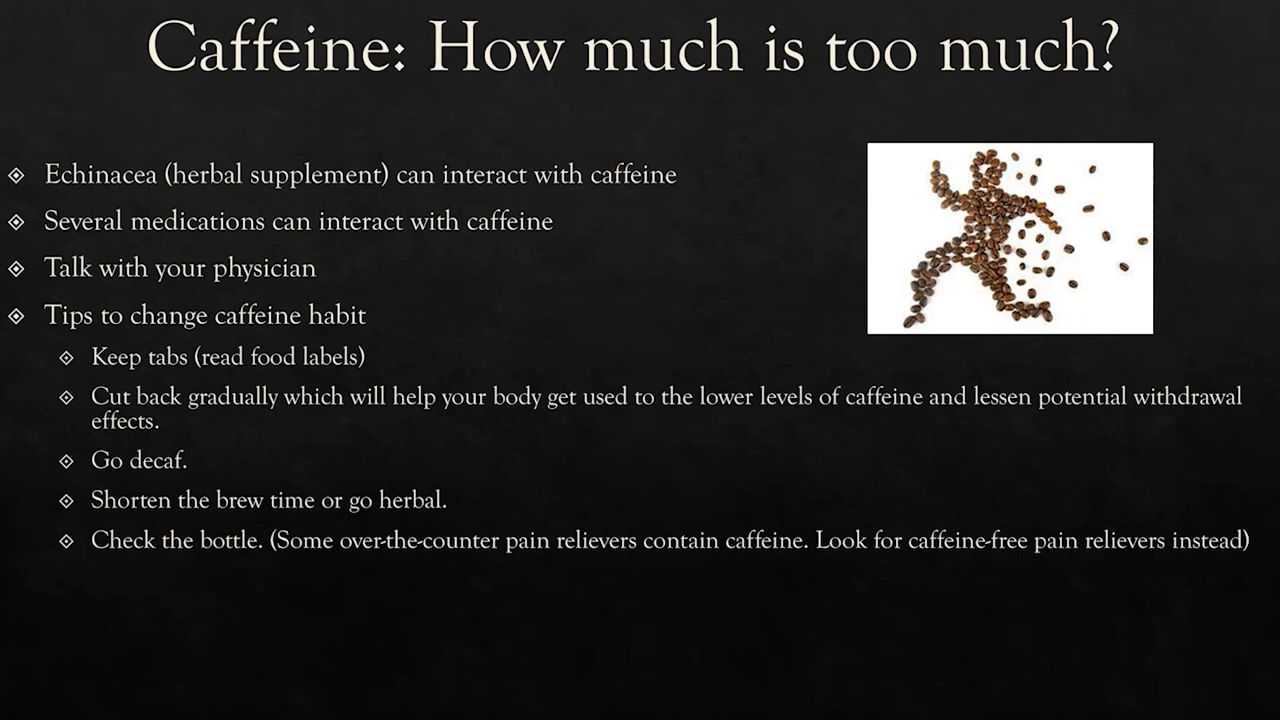 Caffeine: How much is too much?
Echinacea (herbal supplement) can interact with caffeine
Several medications can interact with caffeine
Talk with your physician
Tips to change caffeine habit
Keep tabs (read food labels)
Cut back gradually which will help your body get used to the lower levels of caffeine and lessen potential withdrawal
effects.
Go decaf.
Shorten the brew time or go herbal.
Check the bottle. (Some over-the-counter pain relievers contain caffeine. Look for caffeine-free pain relievers instead)